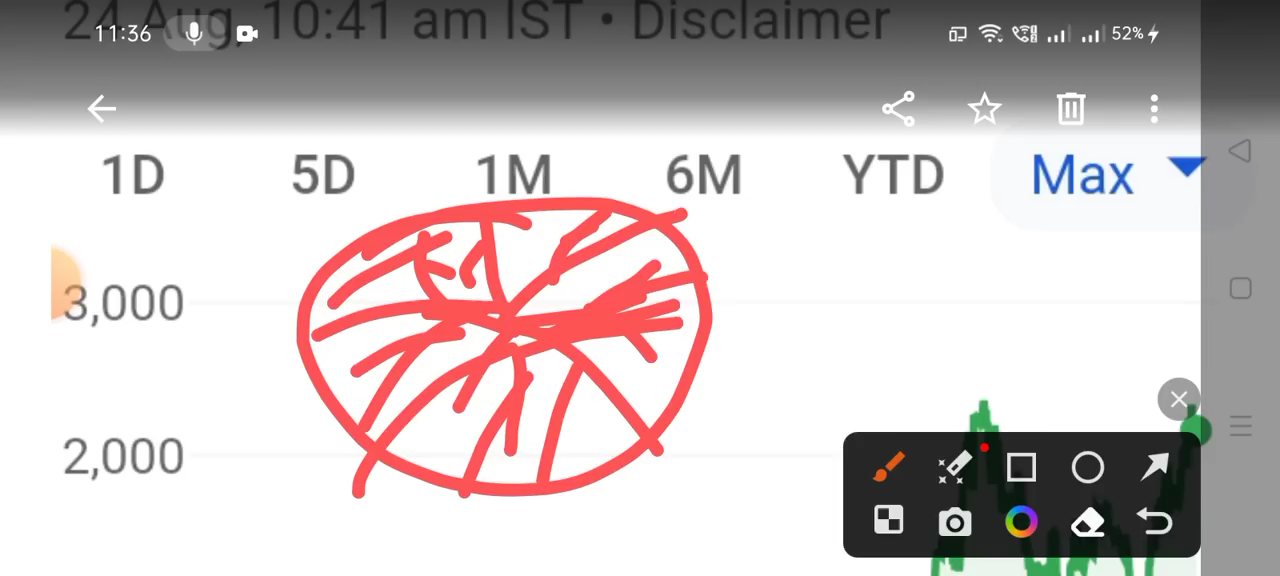 24 Aug, 10:41 am IST • Disclaimer
11:36
52%
1D 5D 1M 6M YTD Max
3,000
2,000